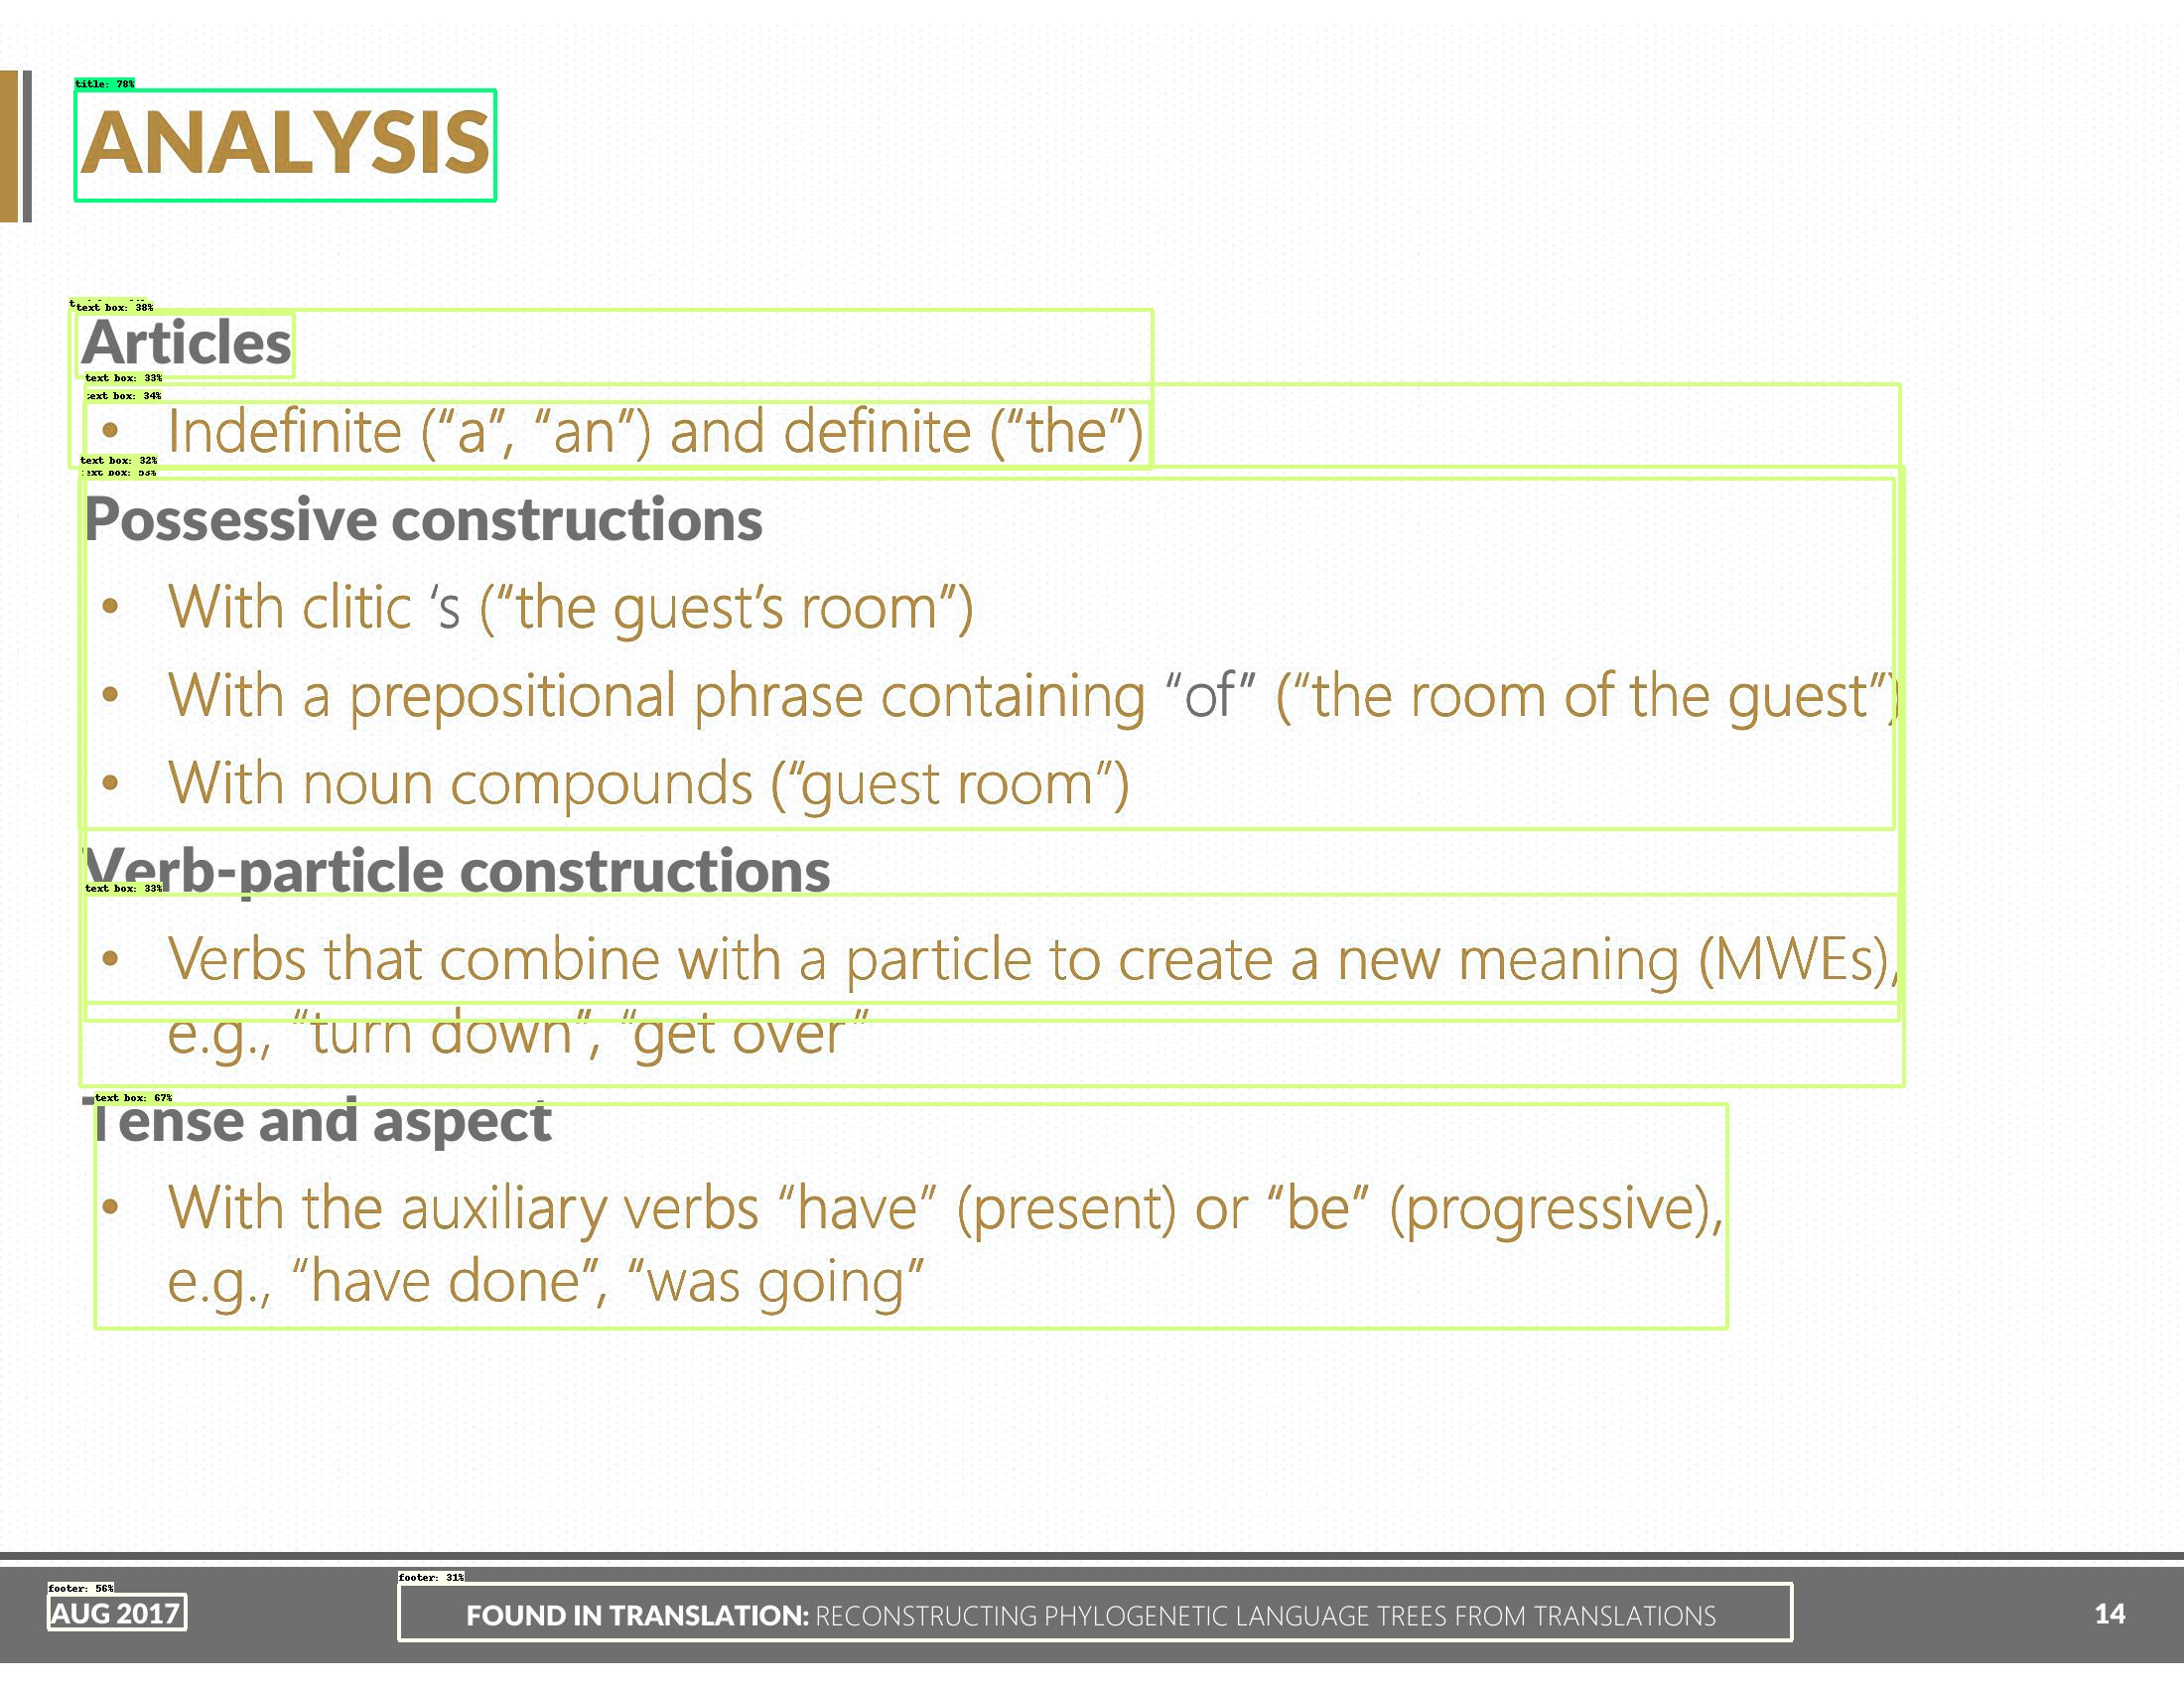 title: 78%
ANALYSIS
text box: 38%
Articles
text box: 33%
text box: 34%
• Indefinite (“a”, “an”) and definite (“the”)
text box: 32%
text box: 53%
Possessive constructions
• With clitic ‘s (“the guest’s room”)
• With a prepositional phrase containing “of” (“the room of the guest”)
• With noun compounds (“guest room”)
Verb-particle constructions
text box: 33%
• Verbs that combine with a particle to create a new meaning (MWEs),
e.g., “turn down”, “get over”
text box: 67%
Tense and aspect
• With the auxiliary verbs “have” (present) or “be” (progressive),
e.g., “have done”, “was going”
footer: 56%
AUG 2017
footer: 31%
FOUND IN TRANSLATION: RECONSTRUCTING PHYLOGENETIC LANGUAGE TREES FROM TRANSLATIONS
14